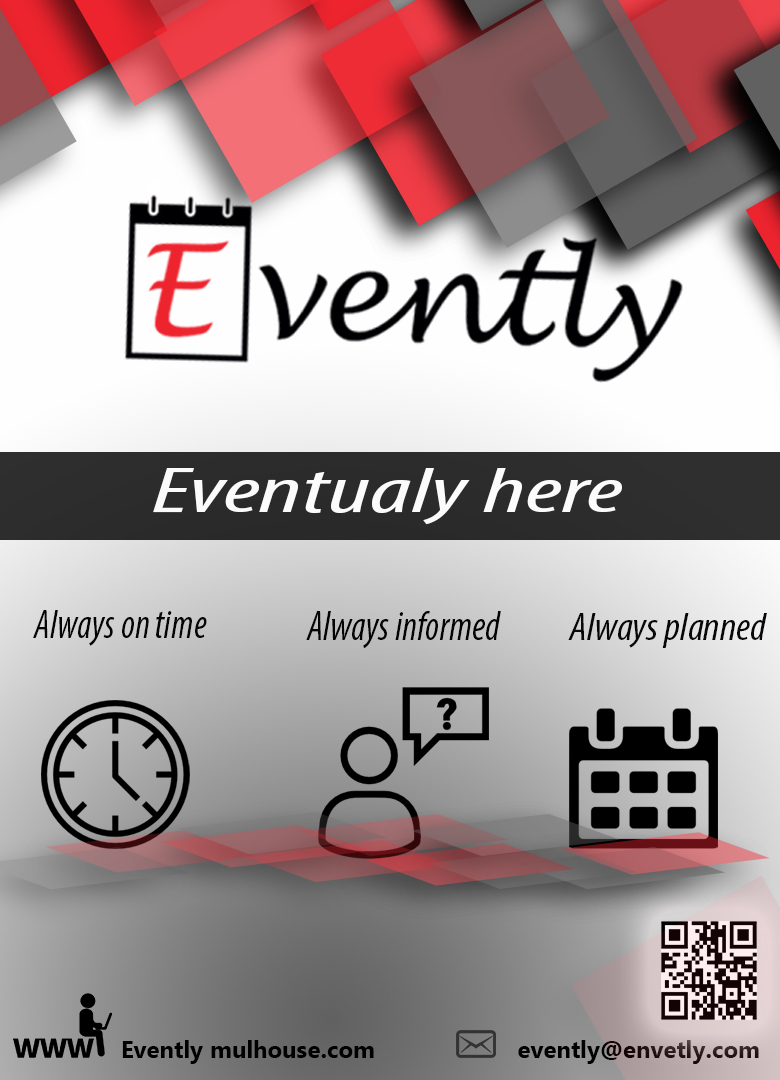 Evently
Eventualy here
Always on time
Always informed
Always planned
?
www Evently mulhouse.com
evently@envetly.com